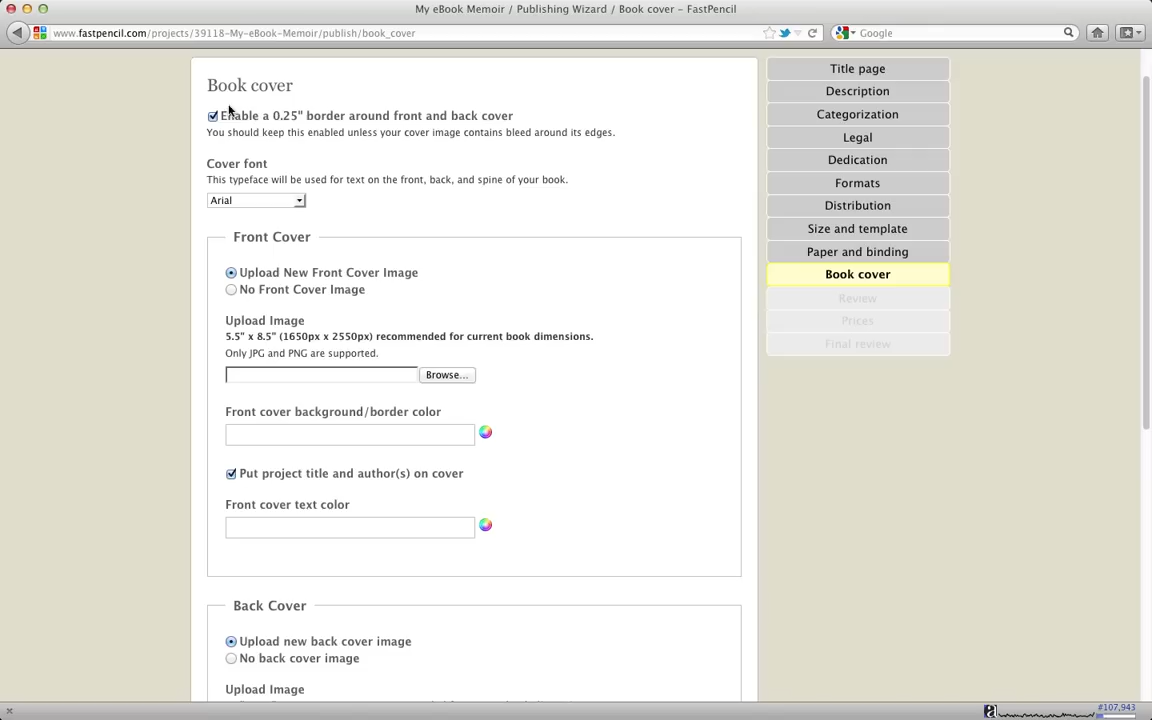 My eBook Memoir / Publishing Wizard / Book cover – FastPencil
www.fastpencil.com/projects/39118-My-eBook-Memoir/publish/book_cover
Google
Book cover
Enable a 0.25" border around front and back cover
You should keep this enabled unless your cover image contains bleed around its edges.
Cover font
This typeface will be used for text on the front, back, and spine of your book.
Arial
Front Cover
Upload New Front Cover Image
No Front Cover Image
Upload Image
5.5" x 8.5" (1650px x 2550px) recommended for current book dimensions.
Only JPG and PNG are supported.
Browse...
Front cover background/border color
Put project title and author(s) on cover
Front cover text color
Back Cover
Upload new back cover image
No back cover image
Upload Image
Title page
Description
Categorization
Legal
Dedication
Formats
Distribution
Size and template
Paper and binding
Book cover
Review
Prices
Final review
#107,943